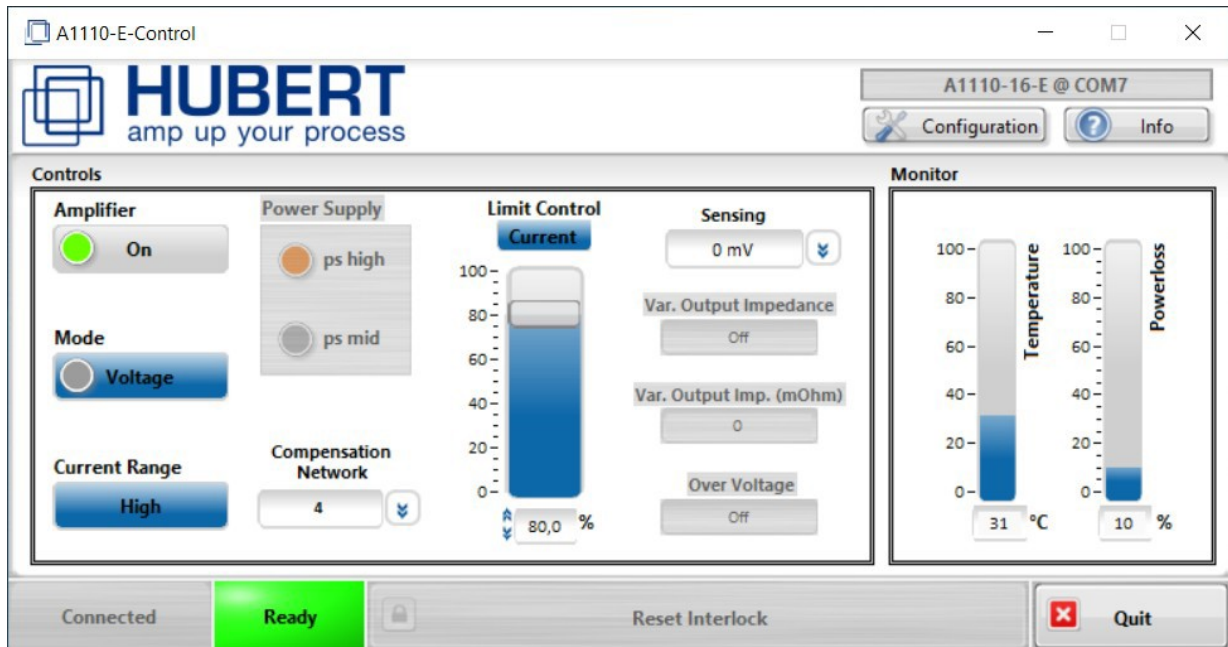 A1110-E-Control
HUBERT
amp up your process
A1110-16-E @ COM7
Configuration
Info
Controls
Amplifier
On
Mode
Voltage
Current Range
High
Power Supply
ps high
ps mid
Compensation
Network
4
Limit Control
Current
100
80
60
40
20
0
80,0 %
Sensing
0 mV
Var. Output Impedance
Off
Var. Output Imp. (mOhm)
0
Over Voltage
Off
Monitor
100
80
60
40
20
0
Temperature
31 °C
100
80
60
40
20
0
Powerloss
10 %
Connected
Ready
Reset Interlock
Quit